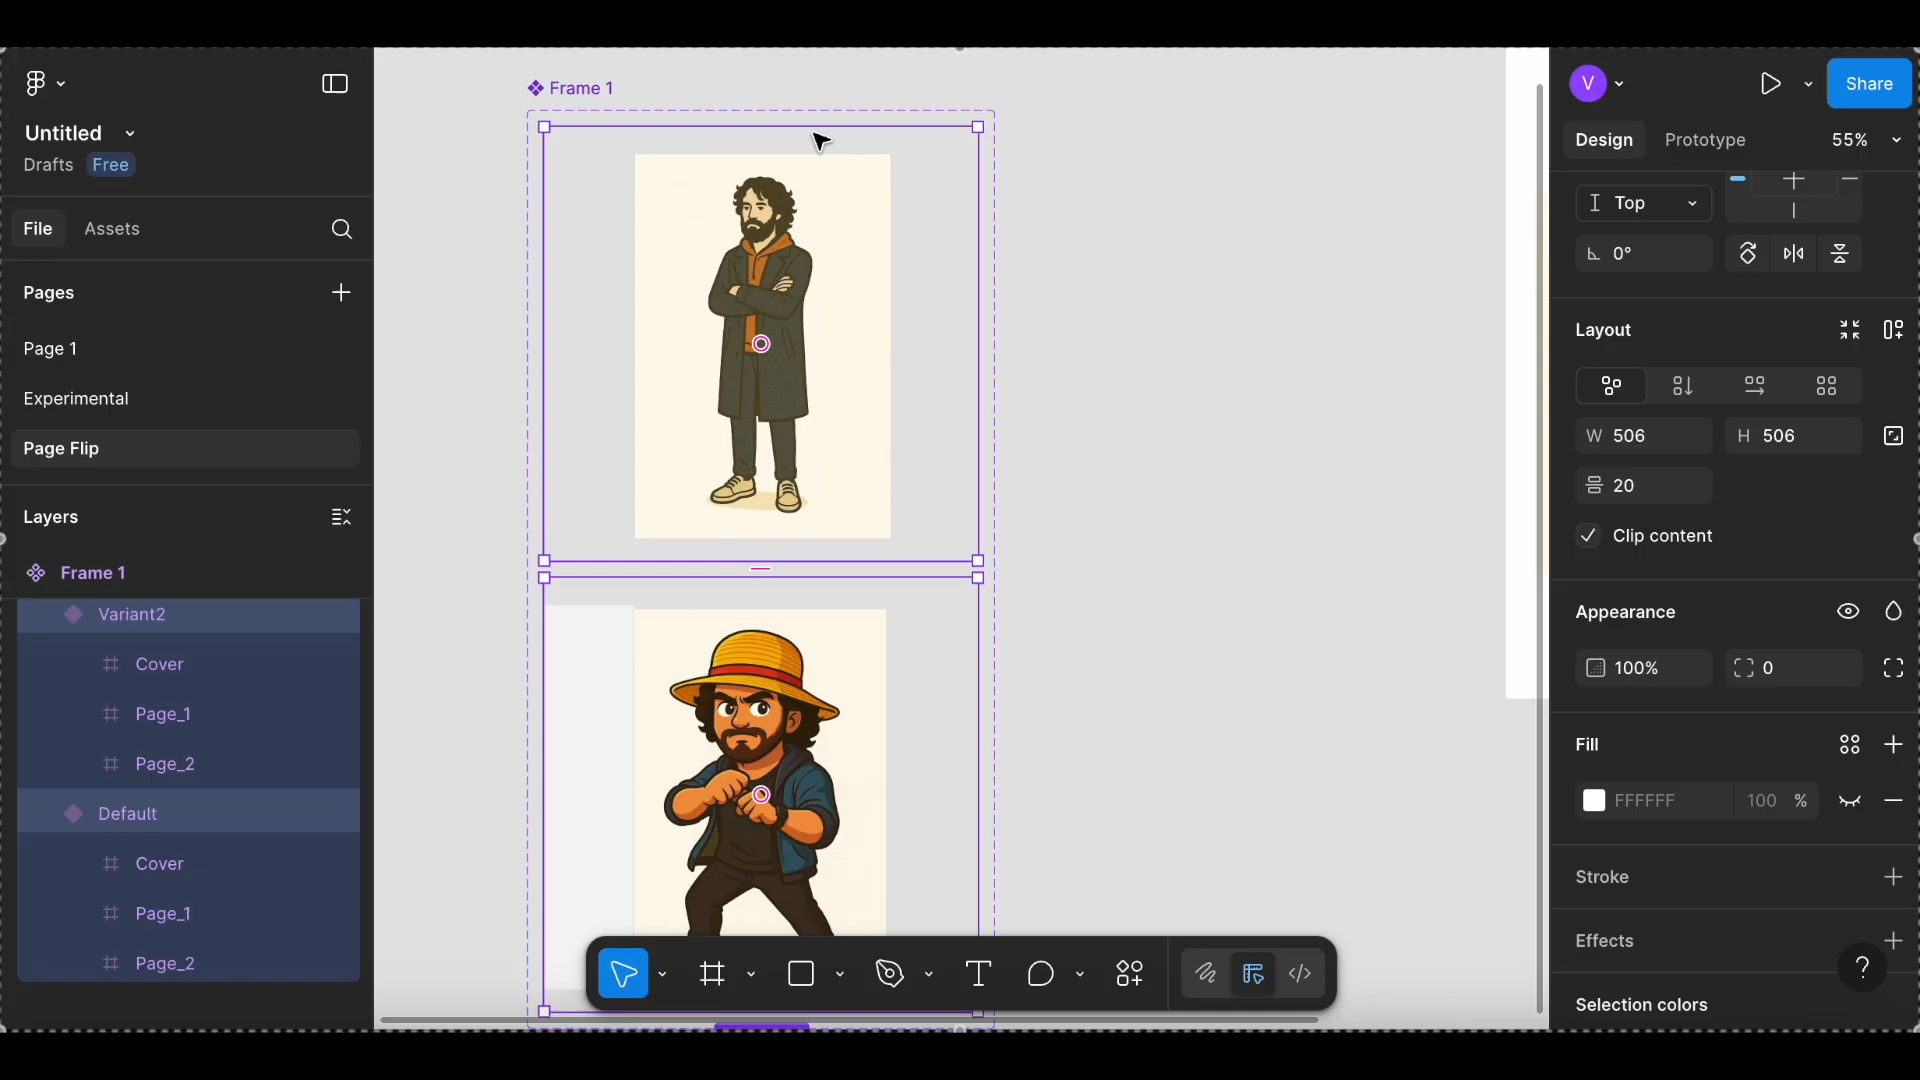 Untitled
Drafts Free
File Assets
Pages
Page 1
Experimental
Page Flip
Layers
Frame 1
Variant2
Cover
Page_1
Page_2
Default
Cover
Page_1
Page_2
Frame 1
V
Share
Design Prototype 55%
Top
0°
Layout
W 506 H 506
20
Clip content
Appearance
100% 0
Fill
FFFFFF 100 %
Stroke
Effects
?
Selection colors